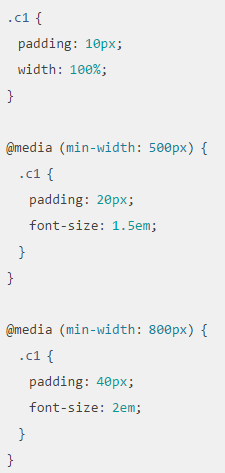 .c1 {
  padding: 10px;
  width: 100%;
}

@media (min-width: 500px) {
  .c1 {
    padding: 20px;
    font-size: 1.5em;
  }
}

@media (min-width: 800px) {
  .c1 {
    padding: 40px;
    font-size: 2em;
  }
}